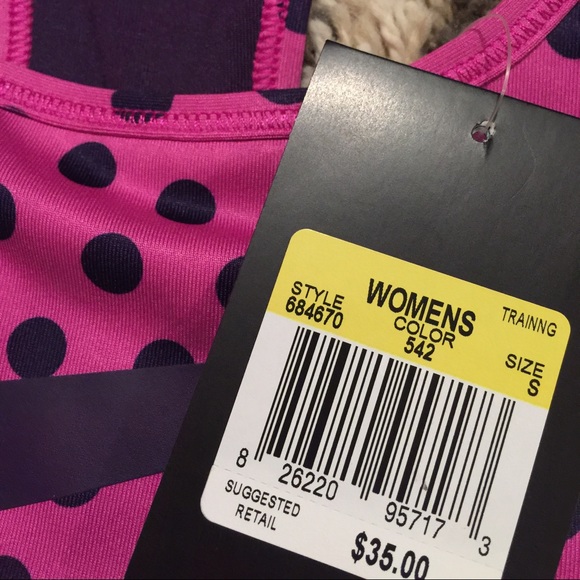 STYLE WOMENS TRAINNG
684670 COLOR SIZE
542 S
8 26220 95717 3
SUGGESTED
RETAIL $35.00